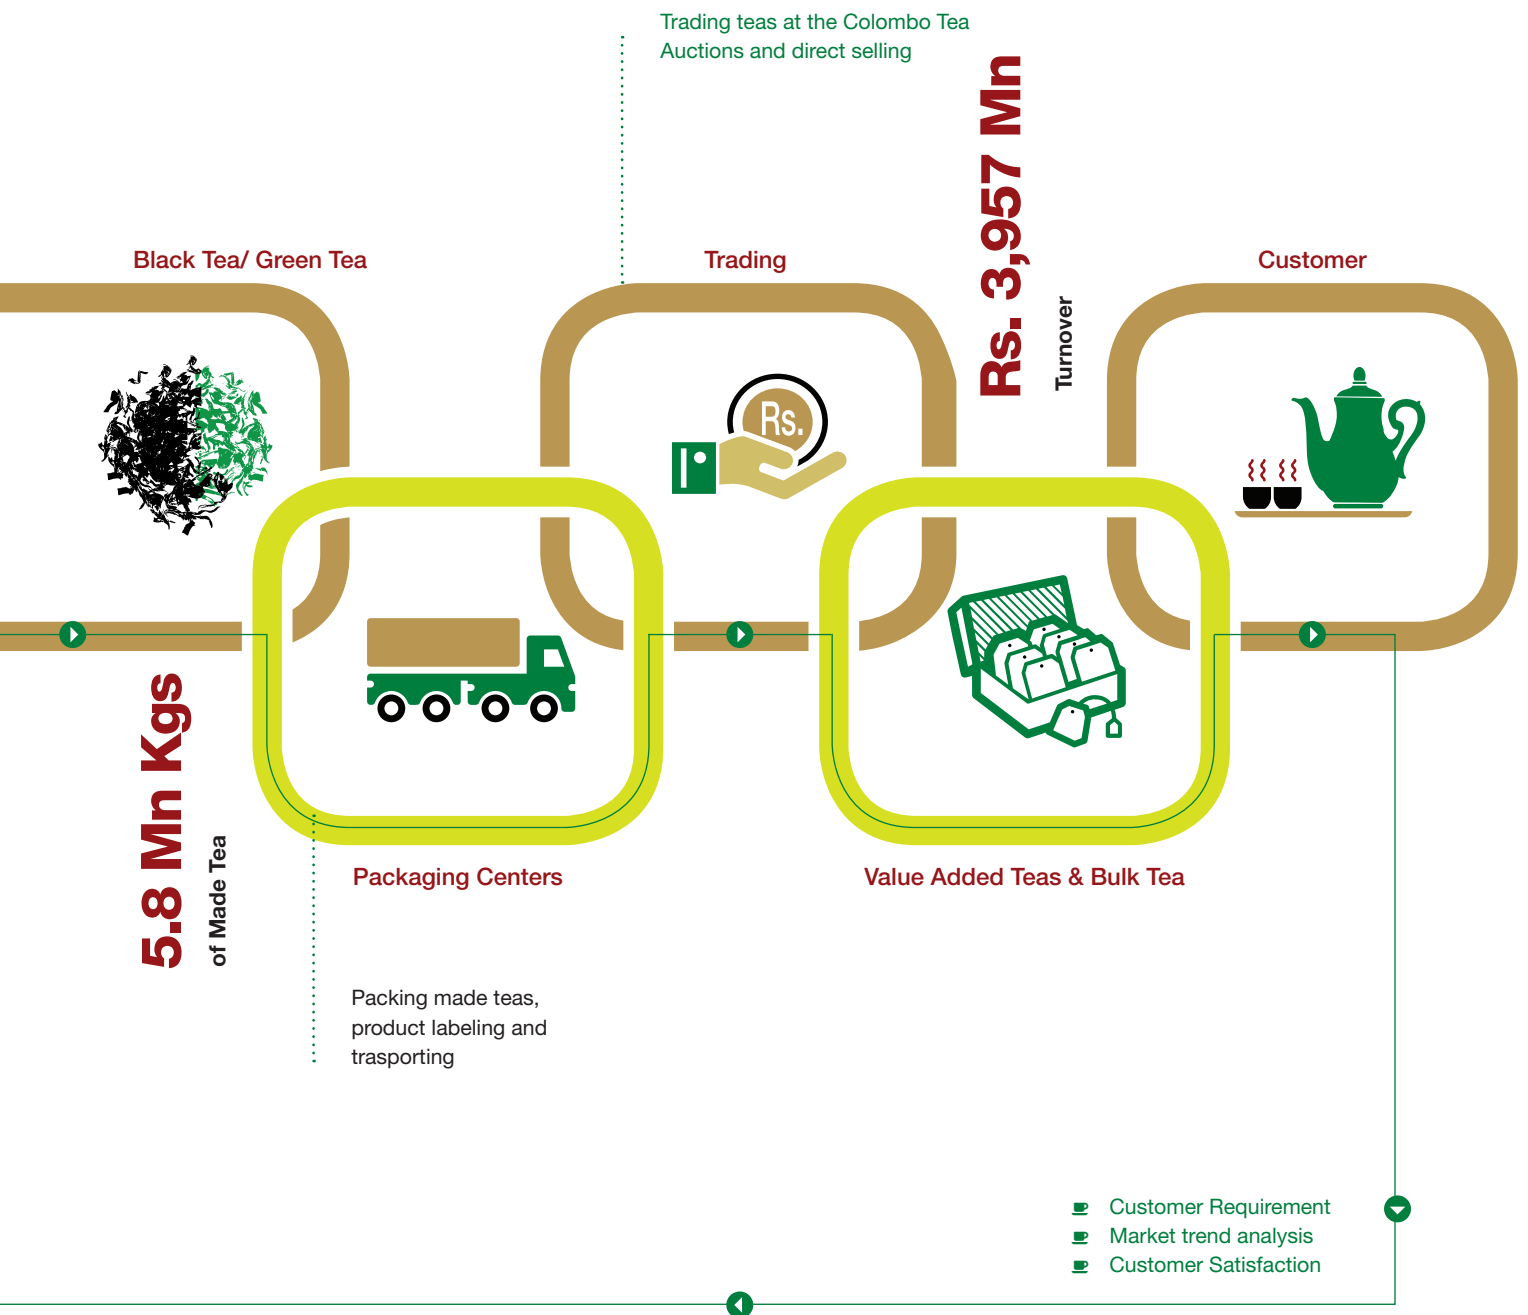 Trading teas at the Colombo Tea
Auctions and direct selling
Rs. 3,957 Mn
Turnover
Black Tea/ Green Tea
Trading
Customer
Rs.
5.8 Mn Kgs
of Made Tea
Packaging Centers
Value Added Teas & Bulk Tea
Packing made teas,
product labeling and
trasporting
Customer Requirement
Market trend analysis
Customer Satisfaction